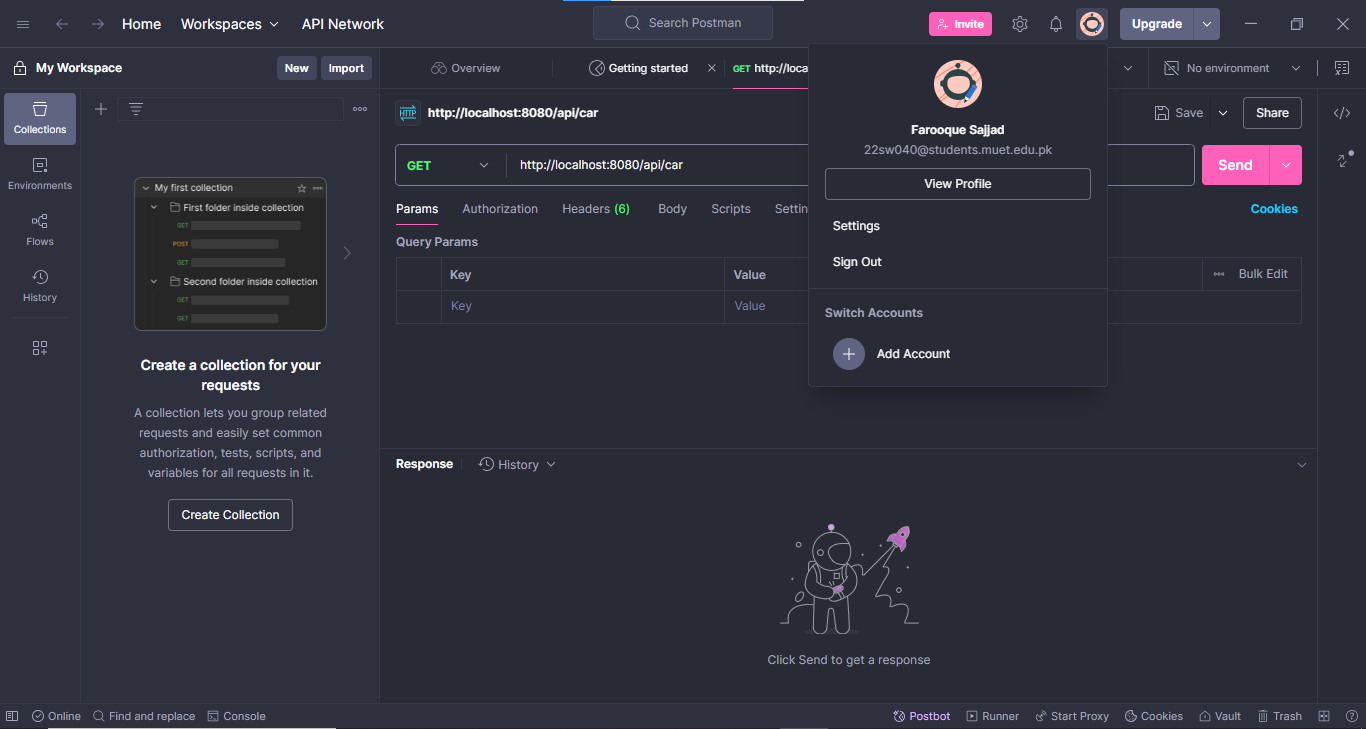 Home Workspaces API Network Search Postman Invite Upgrade
My Workspace New Import Overview Getting started GET http://loca No environment
Collections
Environments
Flows
History
My first collection
First folder inside collection
GET
POST
GET
Second folder inside collection
GET
GET
Create a collection for your
requests
A collection lets you group related
requests and easily set common
authorization, tests, scripts, and
variables for all requests in it.
Create Collection
HTTP http://localhost:8080/api/car Save Share
GET http://localhost:8080/api/car Send
Params Authorization Headers (6) Body Scripts Settin Cookies
Query Params
Key Value Bulk Edit
Key Value
Farooque Sajjad
22sw040@students.muet.edu.pk
View Profile
Settings
Sign Out
Switch Accounts
Add Account
Response History
Click Send to get a response
Online Find and replace Console Postbot Runner Start Proxy Cookies Vault Trash